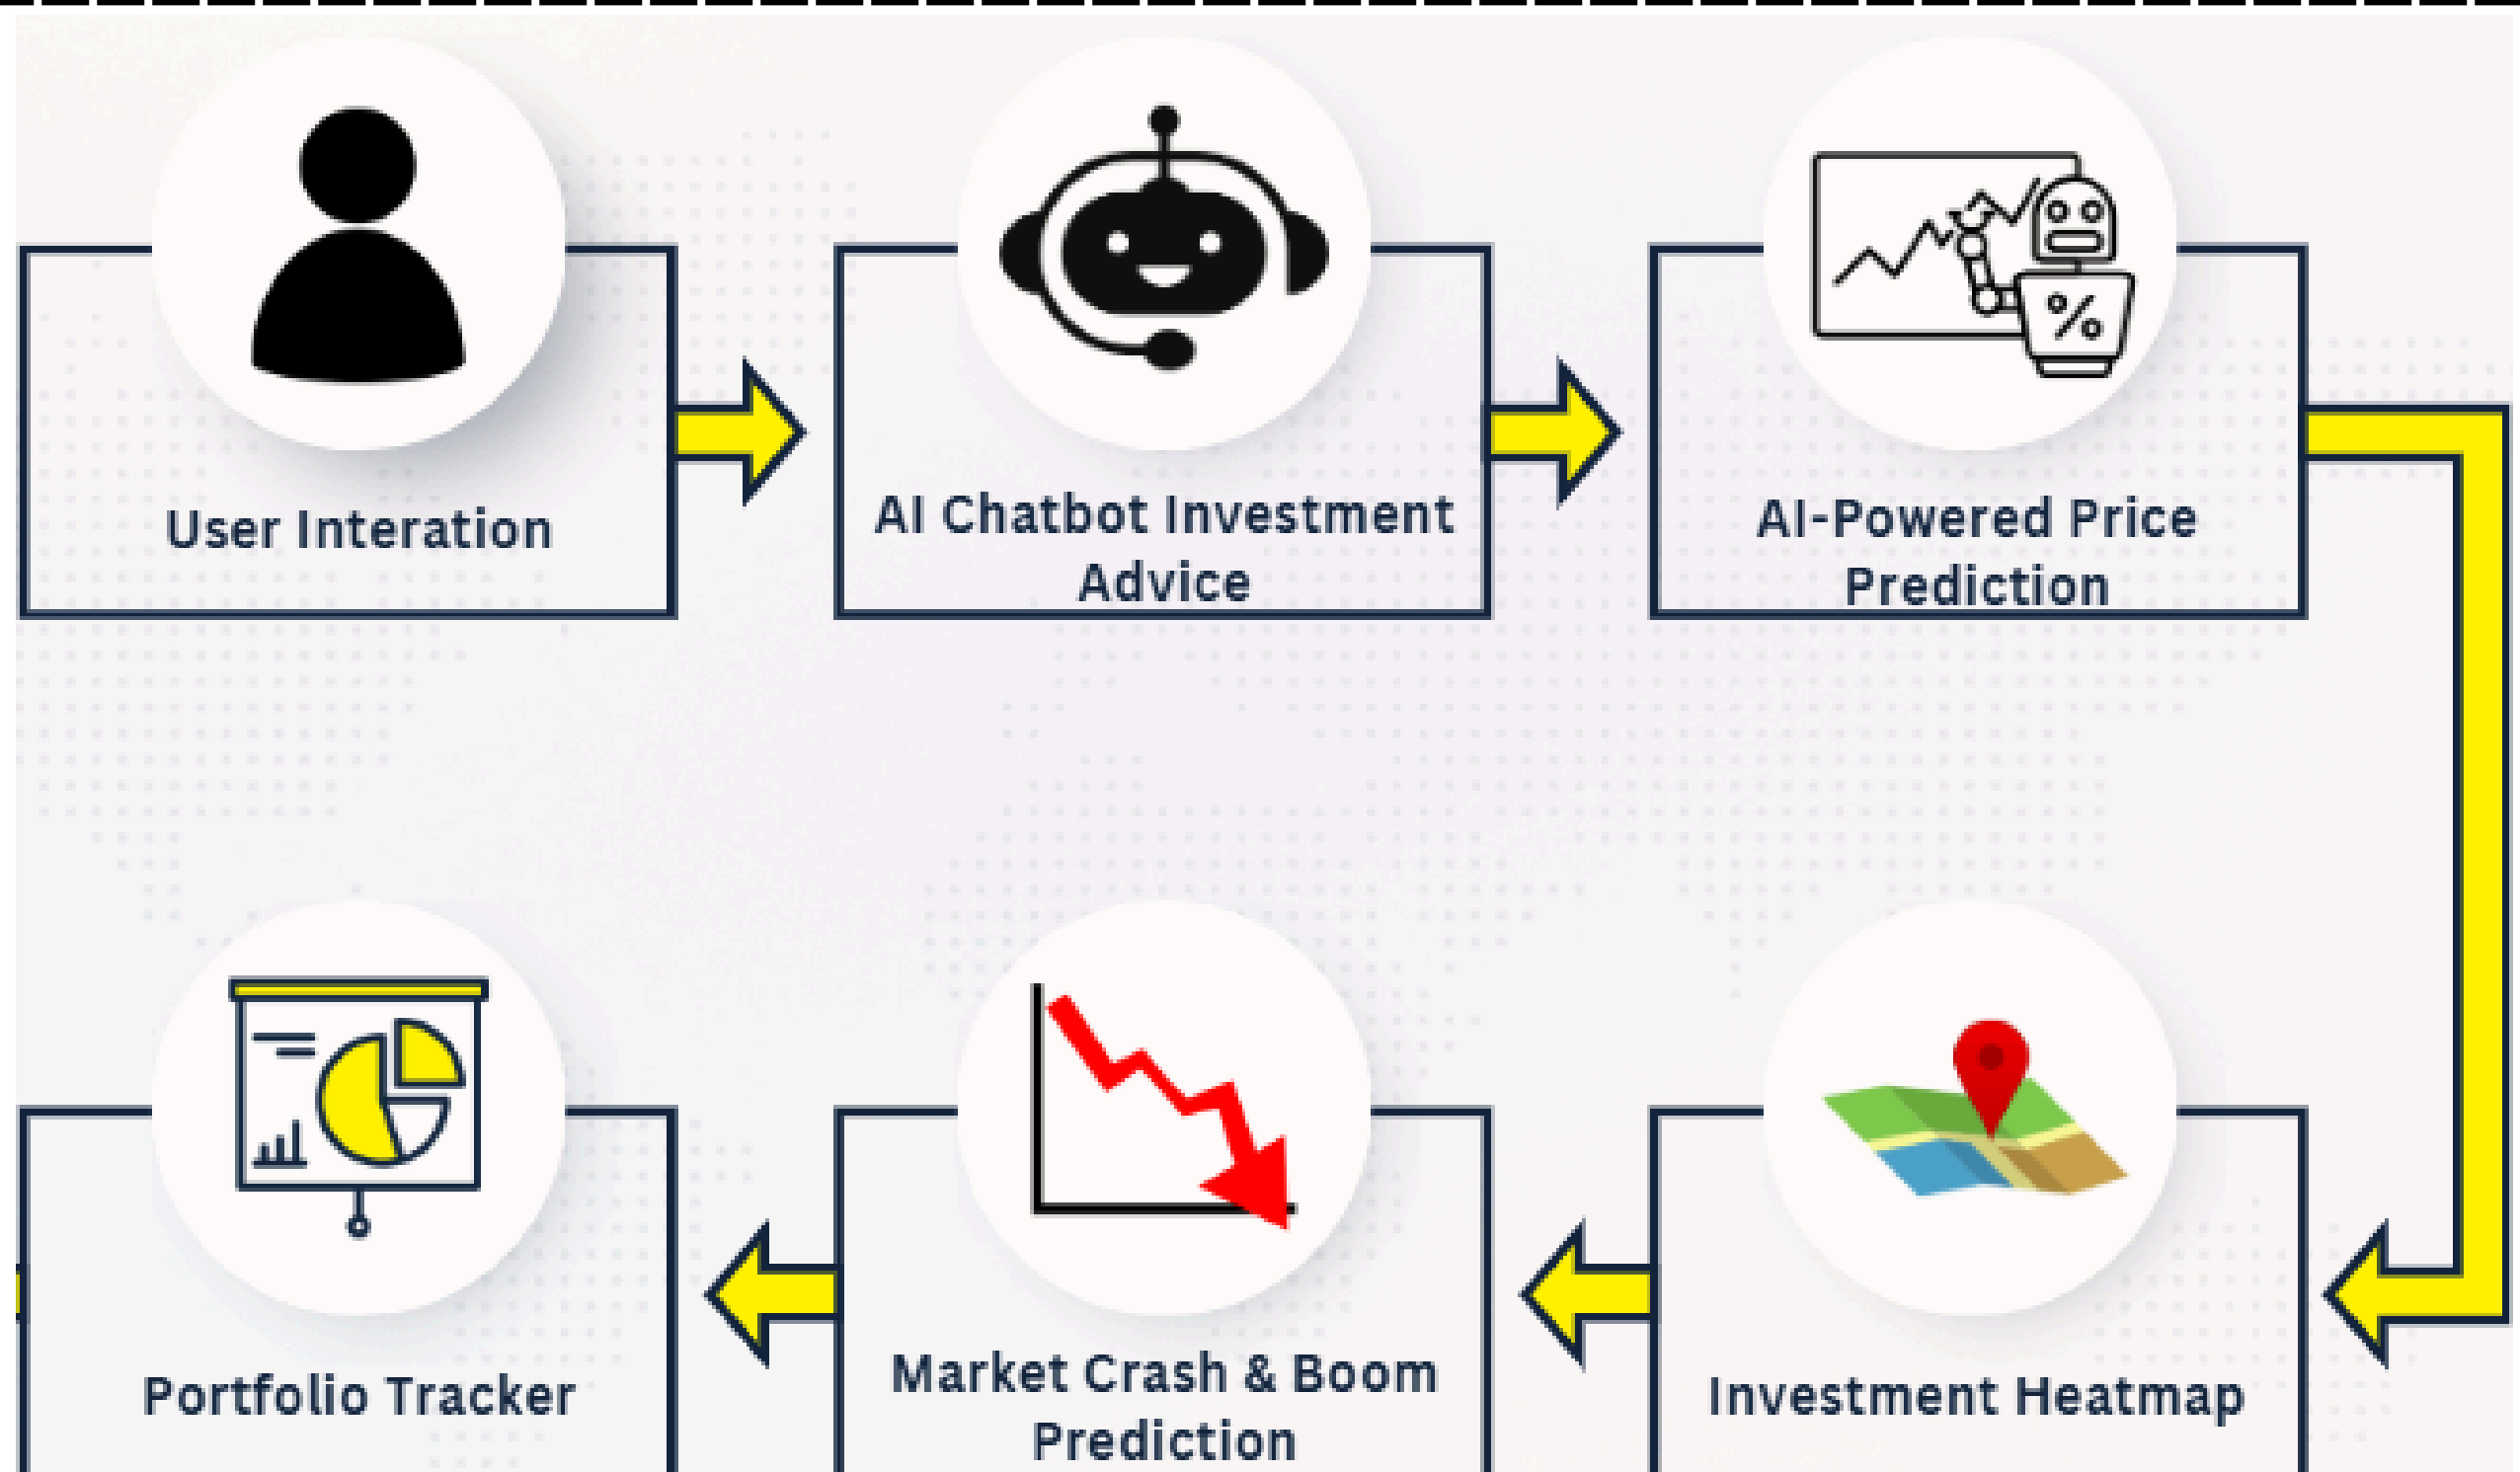 User Interation
AI Chatbot Investment
Advice
AI-Powered Price
Prediction
%
Portfolio Tracker
Market Crash & Boom
Prediction
Investment Heatmap